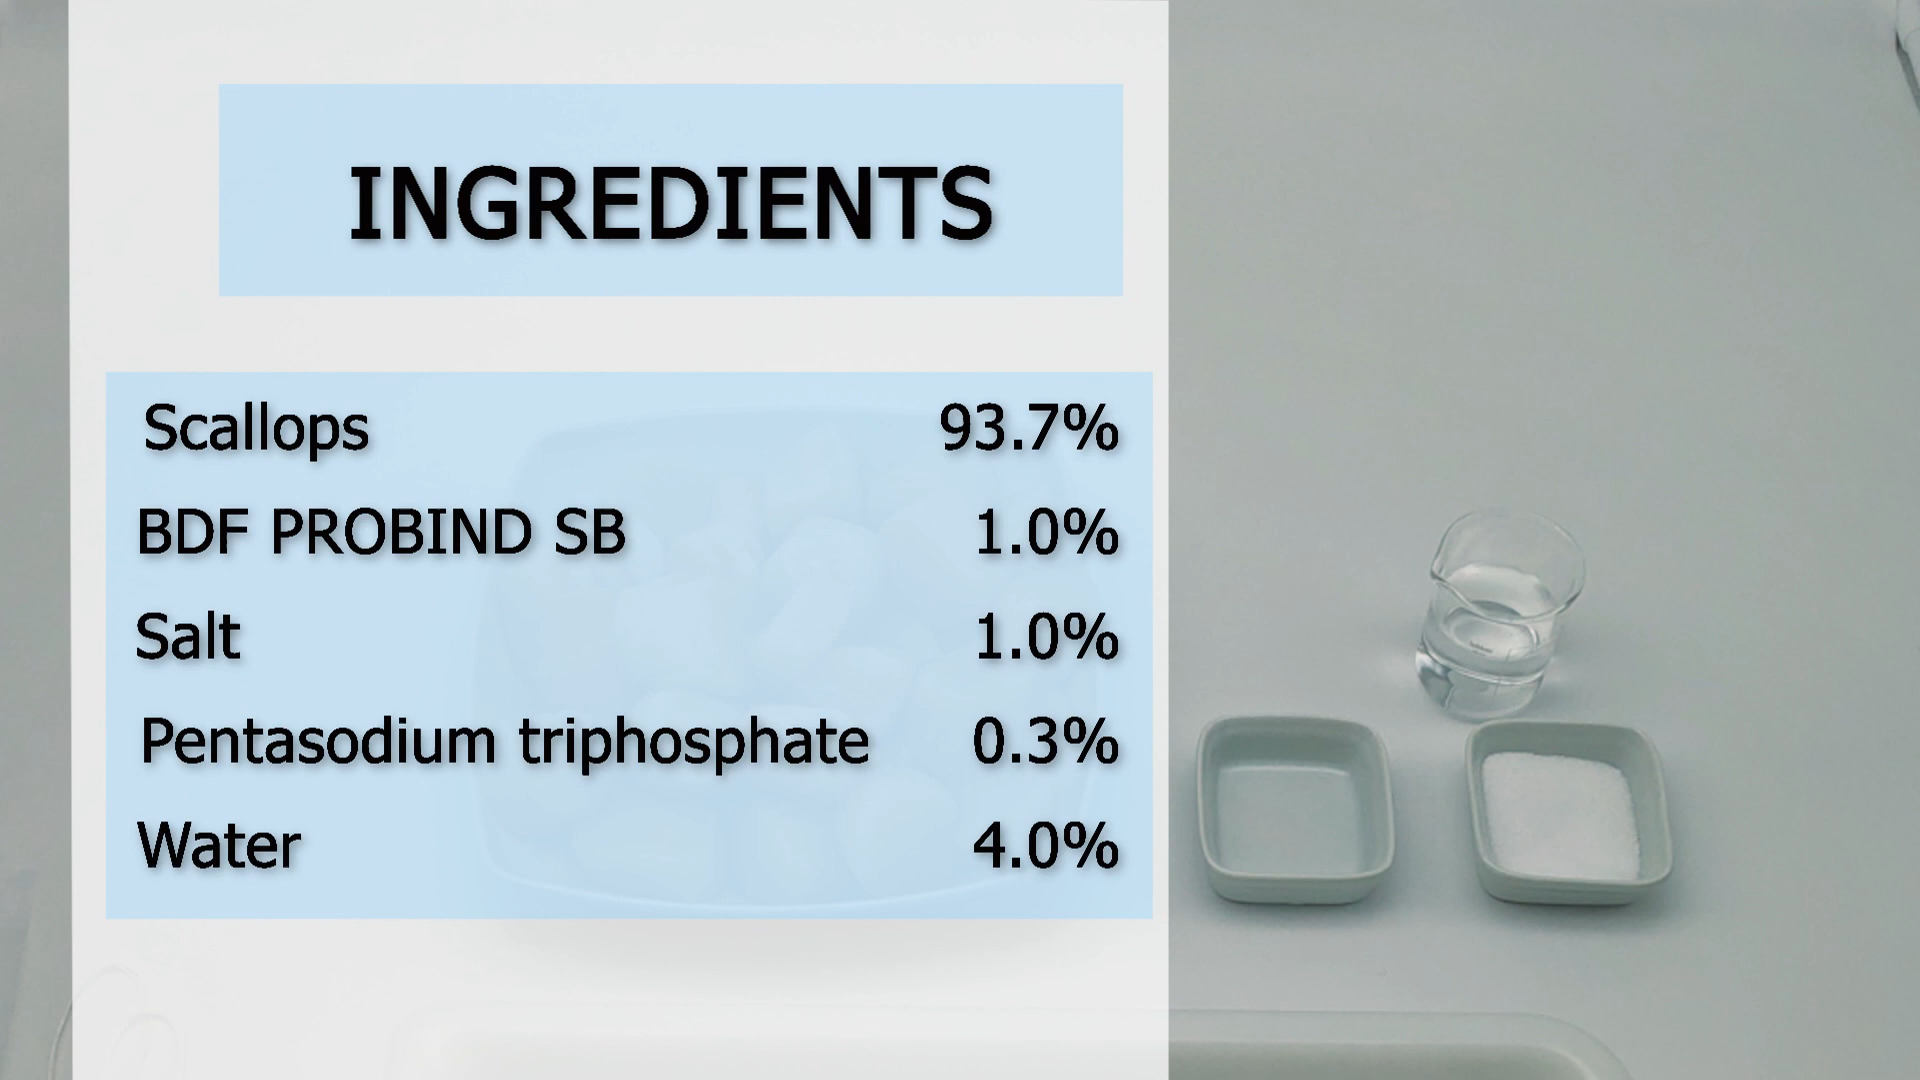 INGREDIENTS
Scallops 93.7%
BDF PROBIND SB 1.0%
Salt 1.0%
Pentasodium triphosphate 0.3%
Water 4.0%